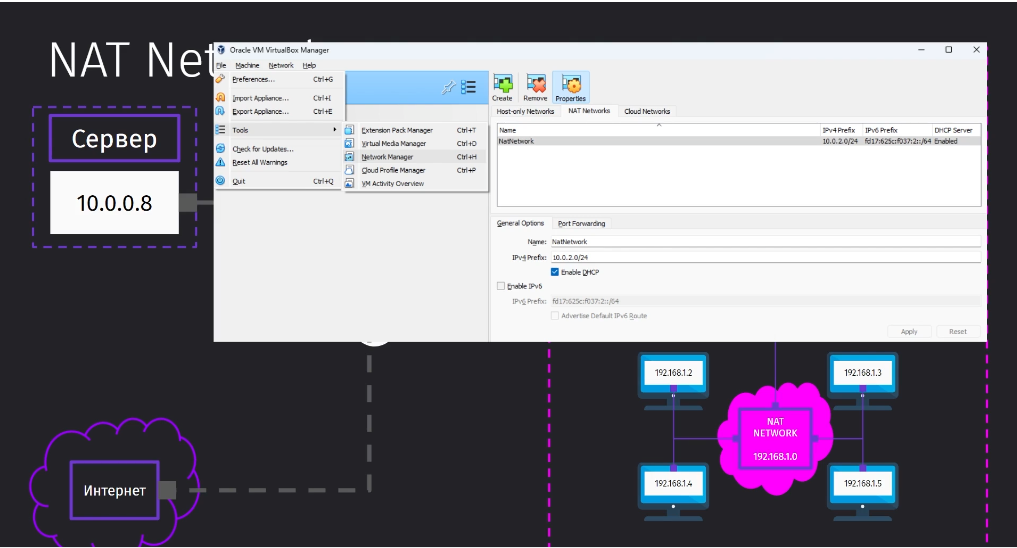 NAT Net
Сервер
10.0.0.8
Интернет
Oracle VM VirtualBox Manager
File Machine Network Help
Preferences... Ctrl+G
Import Appliance... Ctrl+I
Export Appliance... Ctrl+E
Tools
Check for Updates...
Reset All Warnings
Quit Ctrl+Q
Extension Pack Manager Ctrl+T
Virtual Media Manager Ctrl+D
Network Manager Ctrl+H
Cloud Profile Manager Ctrl+P
VM Activity Overview
Create Remove Properties
Host-only Networks NAT Networks Cloud Networks
Name IPv4 Prefix IPv6 Prefix DHCP Server
NatNetwork 10.0.2.0/24 fd17:625c:f037:2::/64 Enabled
General Options Port Forwarding
Name: NatNetwork
IPv4 Prefix: 10.0.2.0/24
Enable DHCP
Enable IPv6
IPv6 Prefix: fd17:625c:f037:2::/64
Advertise Default IPv6 Route
Apply Reset
192.168.1.2
192.168.1.3
NAT
NETWORK
192.168.1.0
192.168.1.4
192.168.1.5